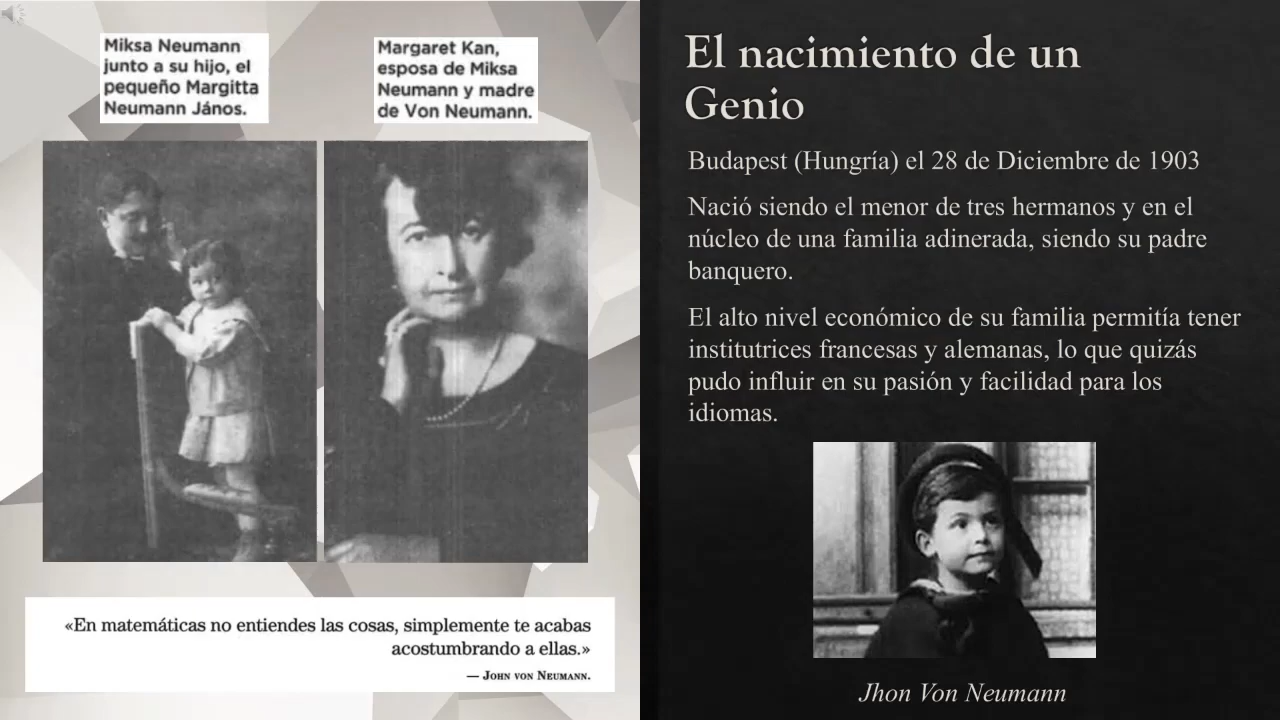 Miksa Neumann
junto a su hijo, el
pequeño Margitta
Neumann János.
Margaret Kan,
esposa de Miksa
Neumann y madre
de Von Neumann.
«En matemáticas no entiendes las cosas, simplemente te acabas
acostumbrando a ellas.»
— John von Neumann.
El nacimiento de un
Genio
Budapest (Hungría) el 28 de Diciembre de 1903
Nació siendo el menor de tres hermanos y en el
núcleo de una familia adinerada, siendo su padre
banquero.
El alto nivel económico de su familia permitía tener
institutrices francesas y alemanas, lo que quizás
pudo influir en su pasión y facilidad para los
idiomas.
Jhon Von Neumann